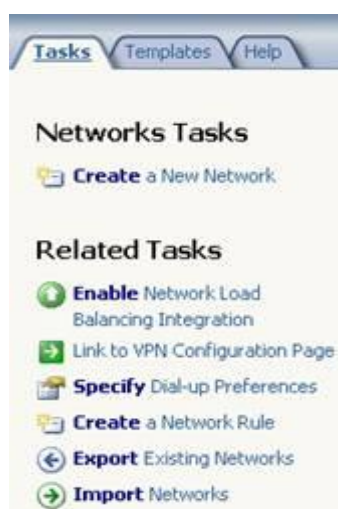 Tasks Templates Help
Networks Tasks
Create a New Network
Related Tasks
Enable Network Load
Balancing Integration
Link to VPN Configuration Page
Specify Dial-up Preferences
Create a Network Rule
Export Existing Networks
Import Networks